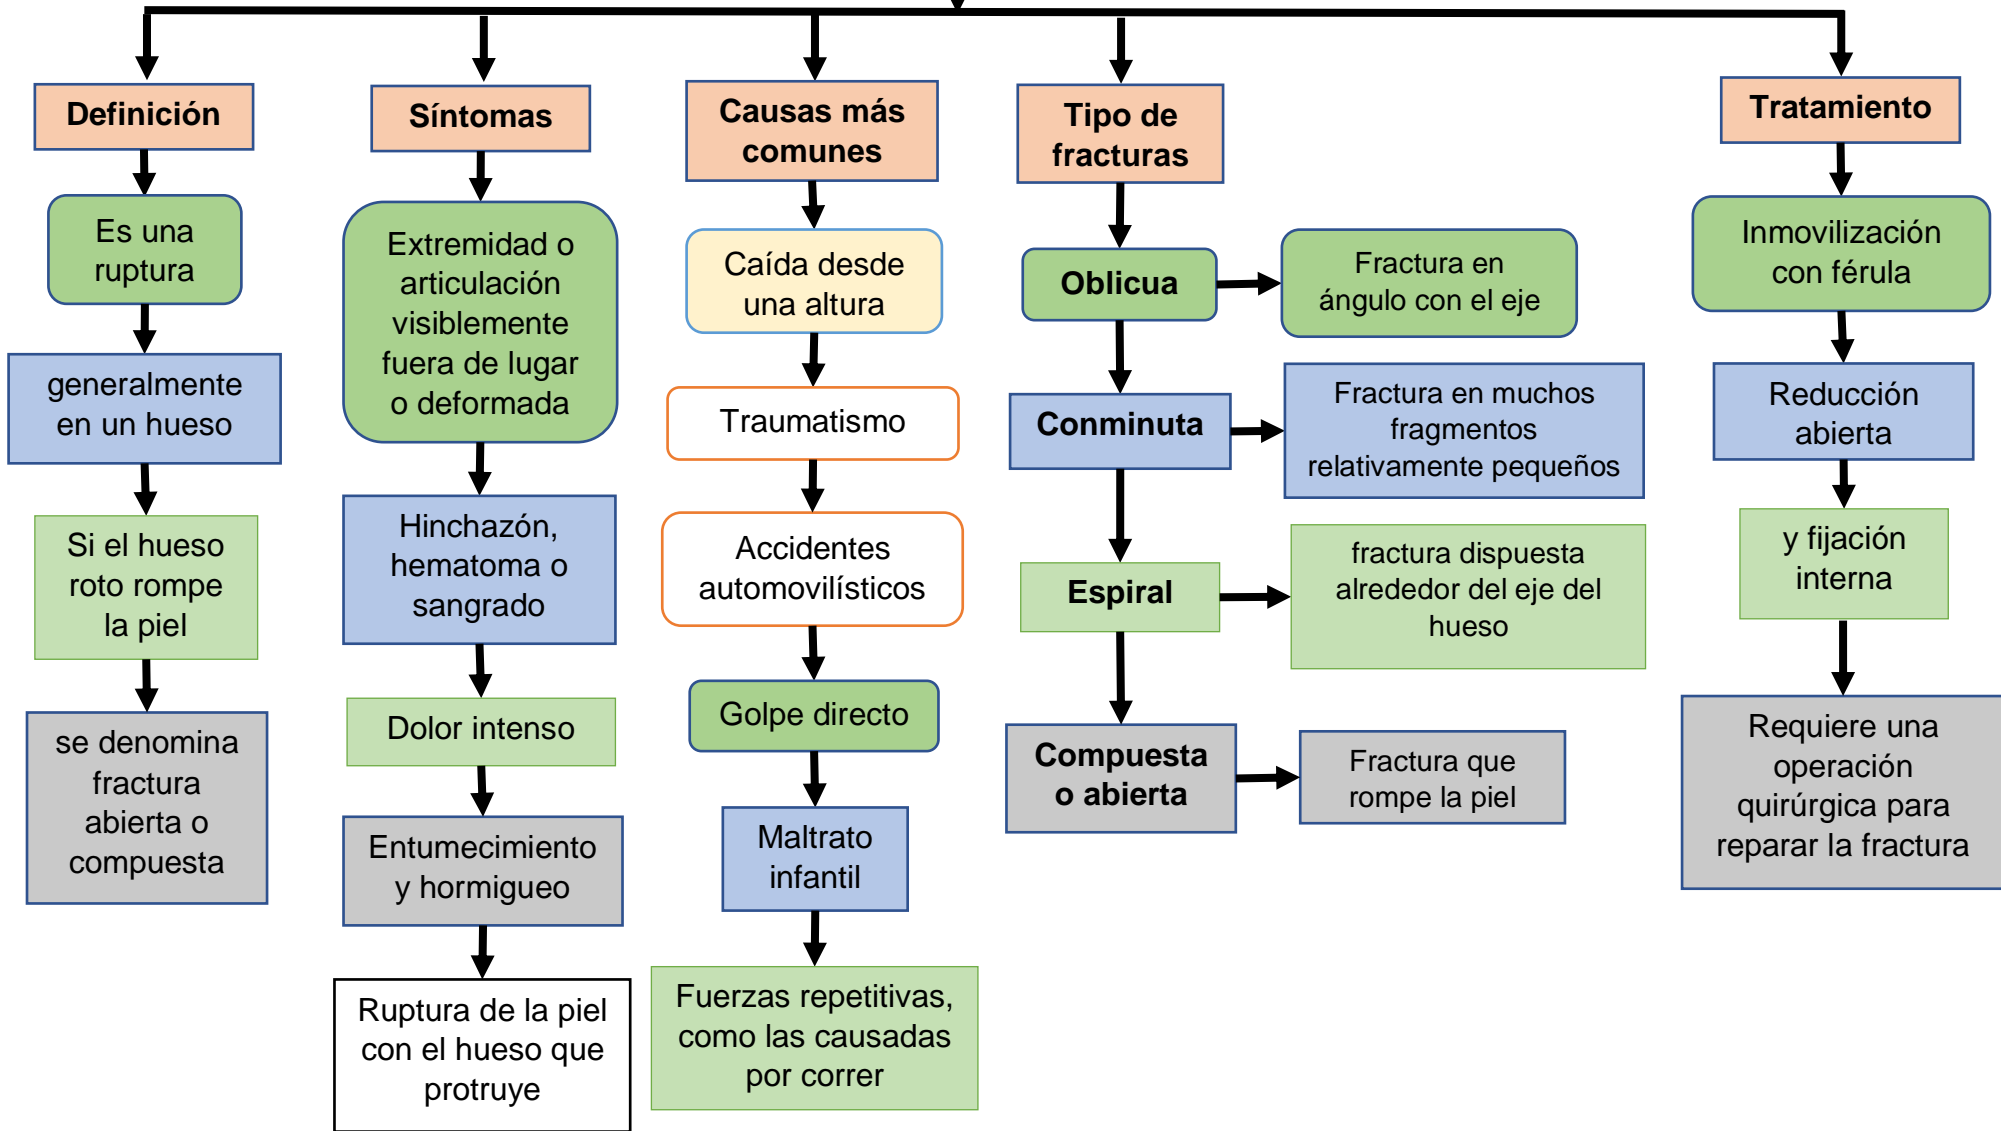 Definición
Es una
ruptura
generalmente
en un hueso
Si el hueso
roto rompe
la piel
se denomina
fractura
abierta o
compuesta
Síntomas
Extremidad o
articulación
visiblemente
fuera de lugar
o deformada
Hinchazón,
hematoma o
sangrado
Dolor intenso
Entumecimiento
y hormigueo
Ruptura de la piel
con el hueso que
protruye
Causas más
comunes
Caída desde
una altura
Traumatismo
Accidentes
automovilísticos
Golpe directo
Maltrato
infantil
Fuerzas repetitivas,
como las causadas
por correr
Tipo de
fracturas
Oblicua
Fractura en
ángulo con el eje
Conminuta
Fractura en muchos
fragmentos
relativamente pequeños
Espiral
fractura dispuesta
alrededor del eje del
hueso
Compuesta
o abierta
Fractura que
rompe la piel
Tratamiento
Inmovilización
con férula
Reducción
abierta
y fijación
interna
Requiere una
operación
quirúrgica para
reparar la fractura